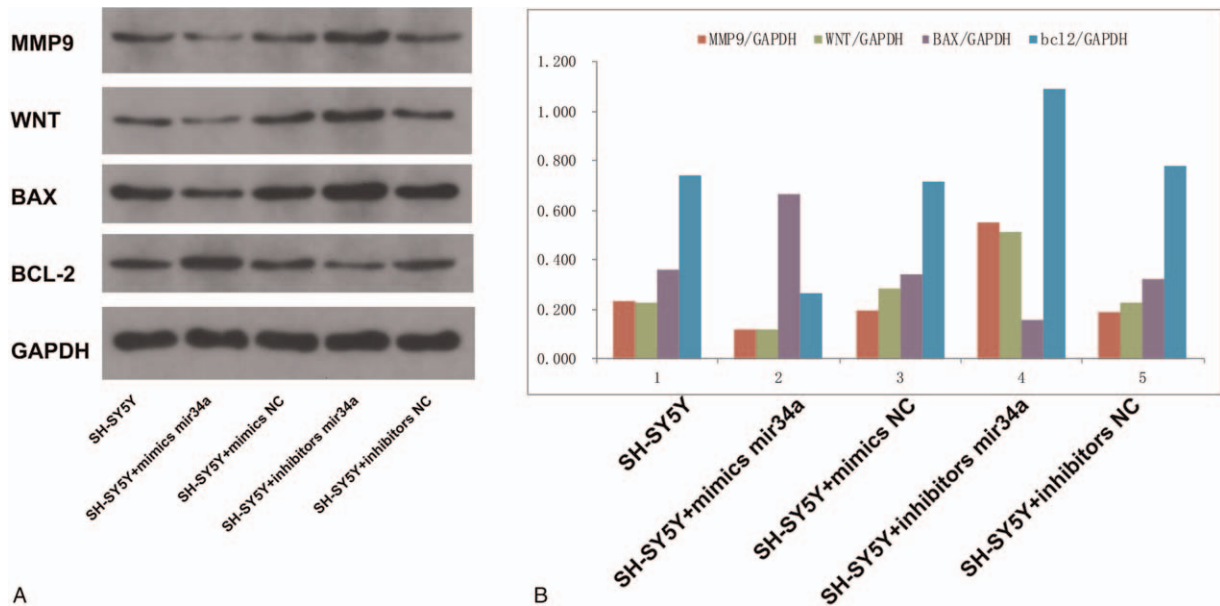 MMP9
WNT
BAX
BCL-2
GAPDH
SH-SY5Y
SH-SY5Y+mimics mir34a
SH-SY5Y+mimics NC
SH-SY5Y+inhibitors mir34a
SH-SY5Y+inhibitors NC
A
MMP9/GAPDH WNT/GAPDH BAX/GAPDH bcl2/GAPDH
1.200
1.000
0.800
0.600
0.400
0.200
0.000
1 2 3 4 5
SH-SY5Y
SH-SY5Y+mimics mir34a
SH-SY5Y+mimics NC
SH-SY5Y+inhibitors mir34a
SH-SY5Y+inhibitors NC
B